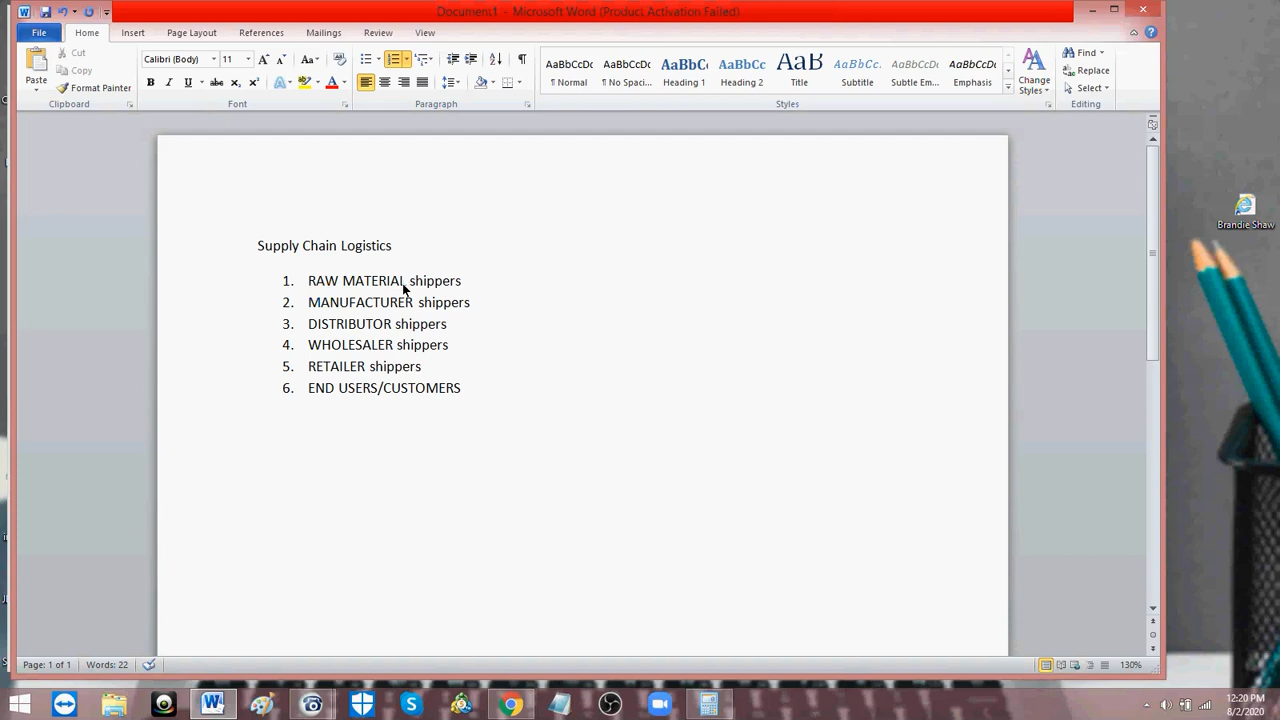 Document1 - Microsoft Word (Product Activation Failed)
File Home Insert Page Layout References Mailings Review View
Cut
Copy
Format Painter
Paste
Calibri (Body) 11
AaBbCcDc AaBbCcDc AaBbCc AaBbCc AaB AaBbCc. AaBbCcDc AaBbCcDc
¶ Normal ¶ No Spaci... Heading 1 Heading 2 Title Subtitle Subtle Em... Emphasis
Change Styles
Find
Replace
Select
Clipboard Font Paragraph Styles Editing
Supply Chain Logistics
1. RAW MATERIAL shippers
2. MANUFACTURER shippers
3. DISTRIBUTOR shippers
4. WHOLESALER shippers
5. RETAILER shippers
6. END USERS/CUSTOMERS
Brandie Shaw
Page: 1 of 1 Words: 22 130%
12:20 PM
8/2/2020